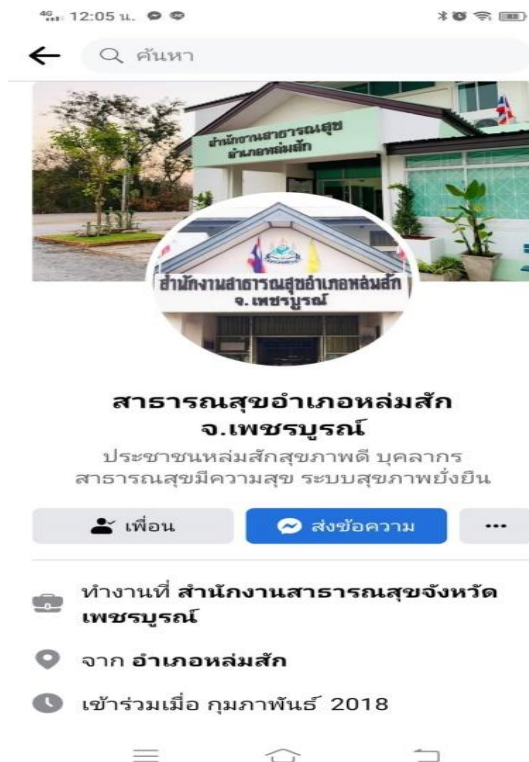 4G 12:05 น.
ค้นหา
สำนักงานสาธารณสุข
อำเภอหล่มสัก
สำนักงานสาธารณสุขอำเภอหล่มสัก
จ.เพชรบูรณ์
สาธารณสุขอำเภอหล่มสัก
จ.เพชรบูรณ์
ประชาชนหล่มสักสุขภาพดี บุคลากร
สาธารณสุขมีความสุข ระบบสุขภาพยั่งยืน
เพื่อน
ส่งข้อความ
ทำงานที่ สำนักงานสาธารณสุขจังหวัด
เพชรบูรณ์
จาก อำเภอหล่มสัก
เข้าร่วมเมื่อ กุมภาพันธ์ 2018